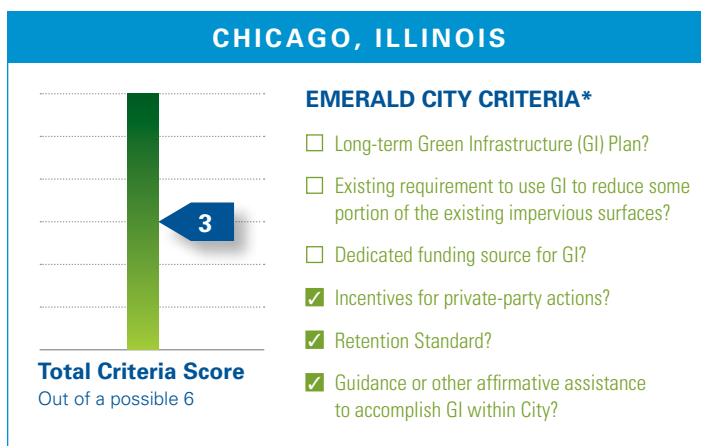 CHICAGO, ILLINOIS
EMERALD CITY CRITERIA*
Long-term Green Infrastructure (GI) Plan?
Existing requirement to use GI to reduce some
portion of the existing impervious surfaces?
Dedicated funding source for GI?
Incentives for private-party actions?
Retention Standard?
Guidance or other affirmative assistance
to accomplish GI within City?
3
Total Criteria Score
Out of a possible 6